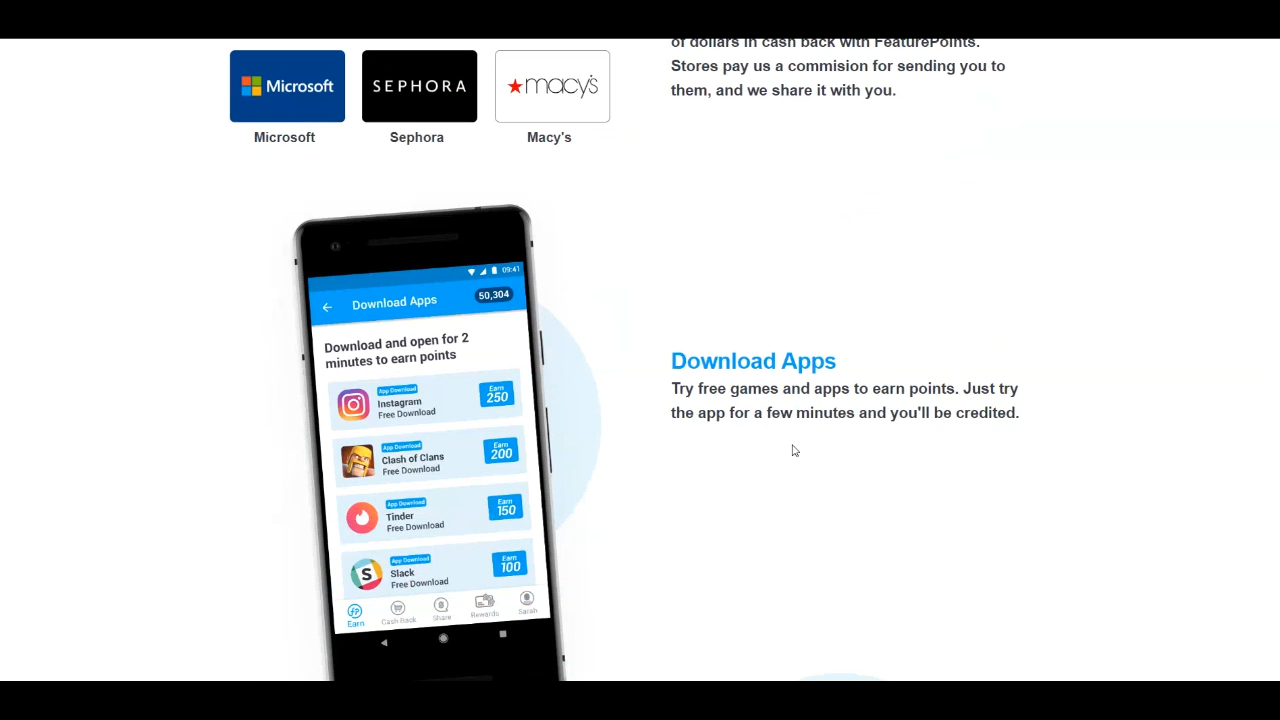 of dollars in cash back with FeaturePoints.
Stores pay us a commision for sending you to
them, and we share it with you.
Microsoft
SEPHORA
macy's
Microsoft
Sephora
Macy's
09:41
Download Apps
50,304
Download and open for 2
minutes to earn points
App Download
Instagram
Free Download
Earn
250
App Download
Clash of Clans
Free Download
Earn
200
App Download
Tinder
Free Download
Earn
150
App Download
Slack
Free Download
Earn
100
Earn
Cash Back
Share
Rewards
Sarah
Download Apps
Try free games and apps to earn points. Just try
the app for a few minutes and you'll be credited.